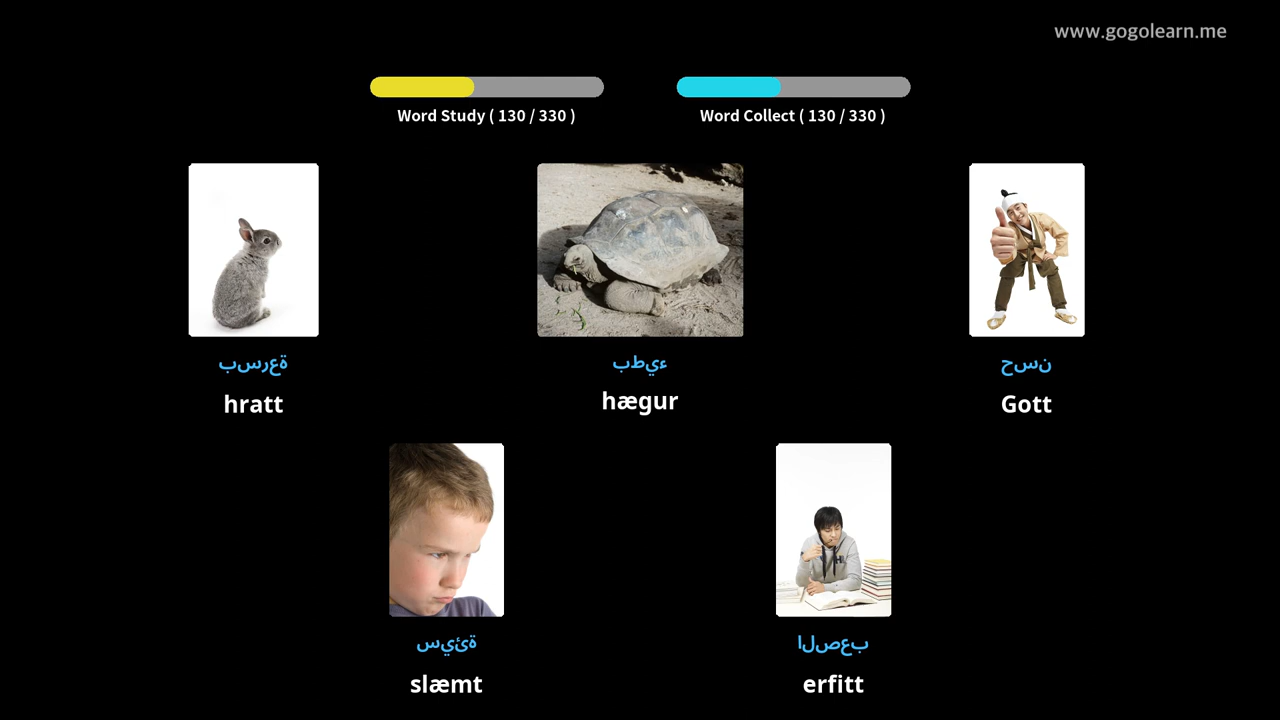 www.gogolearn.me
Word Study ( 130 / 330 )
Word Collect ( 130 / 330 )
بسرعة
hratt
بطيء
hægur
حسن
Gott
سيئة
slæmt
الصعب
erfitt